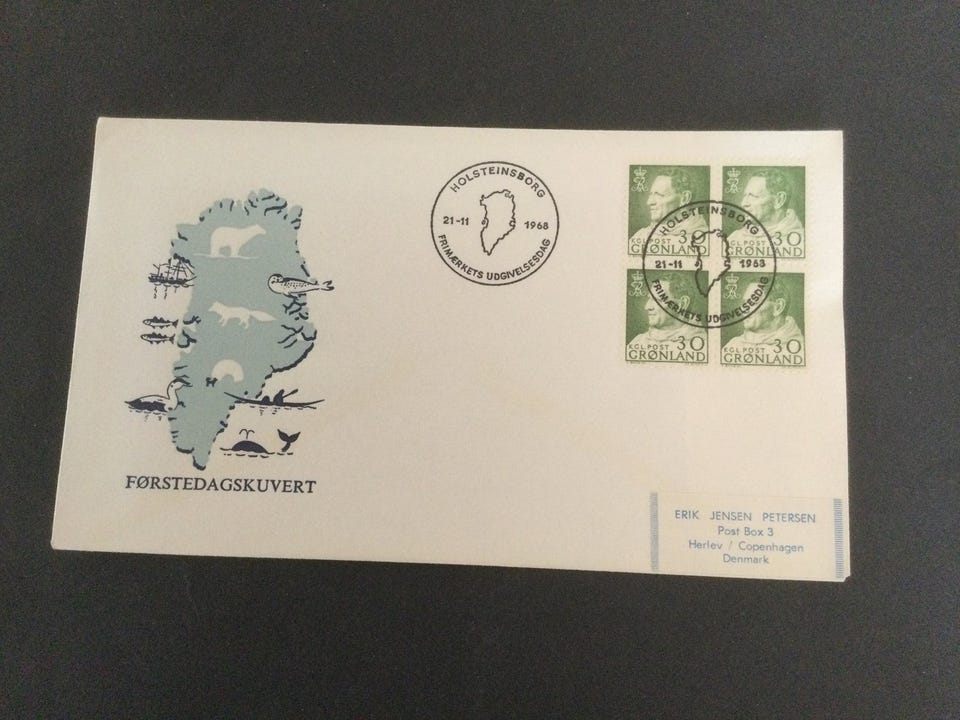 HOLSTEINSBORG
21-11 1968
FRIMÆRKETS UDGIVELSESDAG
KGL.POST 30
GRØNLAND
KGL.POST 30
GRØNLAND
HOLSTEINSBORG
21-11 1968
FRIMÆRKETS UDGIVELSESDAG
KGL.POST 30
GRØNLAND
KGL.POST 30
GRØNLAND
FØRSTEDAGSKUVERT
ERIK JENSEN PETERSEN
Post Box 3
Herlev / Copenhagen
Denmark